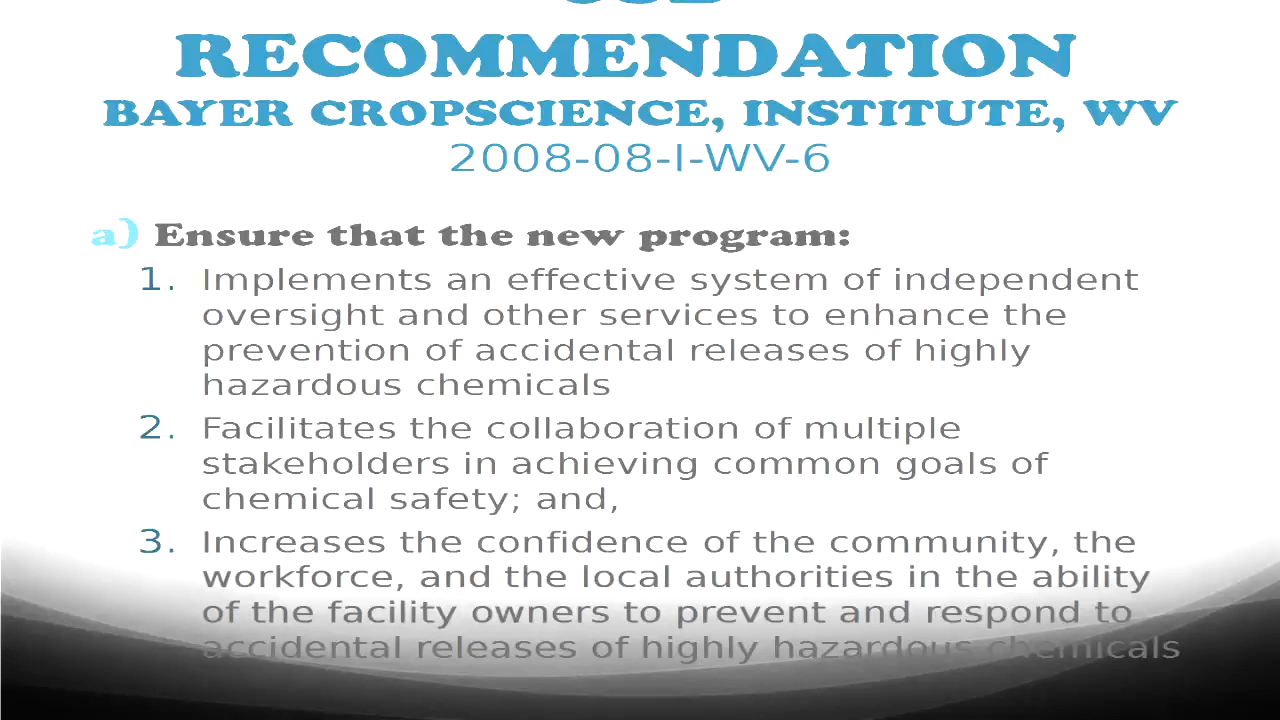 RECOMMENDATION
BAYER CROPSCIENCE, INSTITUTE, WV
2008-08-I-WV-6
a) Ensure that the new program:
1. Implements an effective system of independent
oversight and other services to enhance the
prevention of accidental releases of highly
hazardous chemicals
2. Facilitates the collaboration of multiple
stakeholders in achieving common goals of
chemical safety; and,
3. Increases the confidence of the community, the
workforce, and the local authorities in the ability
of the facility owners to prevent and respond to
accidental releases of highly hazardous chemicals